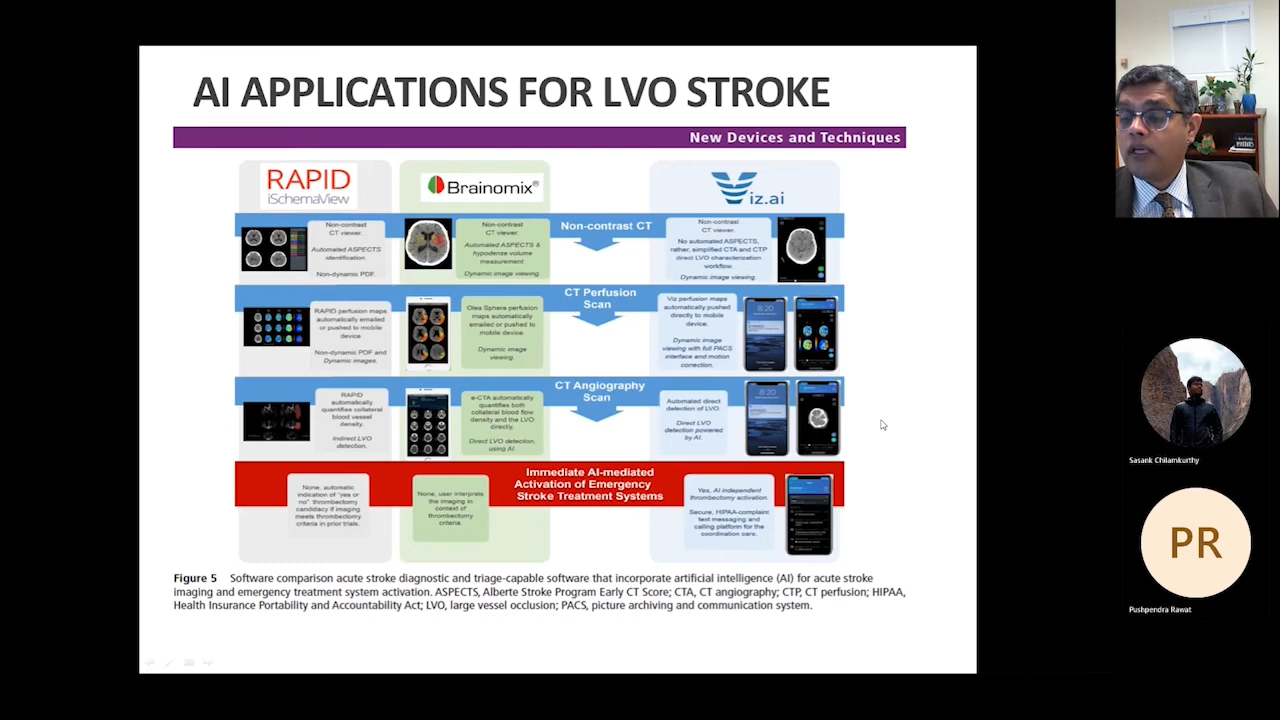 AI APPLICATIONS FOR LVO STROKE
New Devices and Techniques
RAPID
iSchemaView
Brainomix®
iz.ai
Non-contrast CT
Non-contrast
CT viewer.
Automated ASPECTS
identification.
Non-dynamic PDF.
Non-contrast
CT viewer.
Automated ASPECTS &
hypodense volume
measurement.
Dynamic image viewing.
Non-contrast
CT viewer.
No automated ASPECTS,
rather, simplified CTA and CTP
direct LVO characterization
workflow.
Dynamic image viewing.
CT Perfusion
Scan
RAPID perfusion maps
automatically emailed
or pushed to mobile
device
Non-dynamic PDF and
Dynamic images.
Olea Sphere perfusion
maps automatically
emailed or pushed to
mobile device.
Dynamic image
viewing.
Viz perfusion maps
automatically pushed
directly to mobile
device.
Dynamic image
viewing with full PACS
interface and motion
correction.
8:20
CT Angiography
Scan
RAPID
automatically
quantifies collateral
blood vessel
density.
Indirect LVO
detection.
e-CTA automatically
quantifies both
collateral blood flow
density and the LVO
directly.
Direct LVO detection,
using AI.
Automated direct
detection of LVO.
Direct LVO
detection powered
by AI.
8:20
Immediate AI-mediated
Activation of Emergency
Stroke Treatment Systems
None, automatic
indication of "yes or
no" thrombectomy
candidacy if imaging
meets thrombectomy
criteria in prior trials.
None, user interprets
the imaging in
context of
thrombectomy
criteria.
Yes, AI independent
thrombectomy activation.
Secure, HIPAA-complaint
text messaging and
calling platform for the
coordination care.
Figure 5 Software comparison acute stroke diagnostic and triage-capable software that incorporate artificial intelligence (AI) for acute stroke
imaging and emergency treatment system activation. ASPECTS, Alberte Stroke Program Early CT Score; CTA, CT angiography; CTP, CT perfusion; HIPAA,
Health Insurance Portability and Accountability Act; LVO, large vessel occlusion; PACS, picture archiving and communication system.
Sasank Chilamkurthy
PR
Pushpendra Rawat